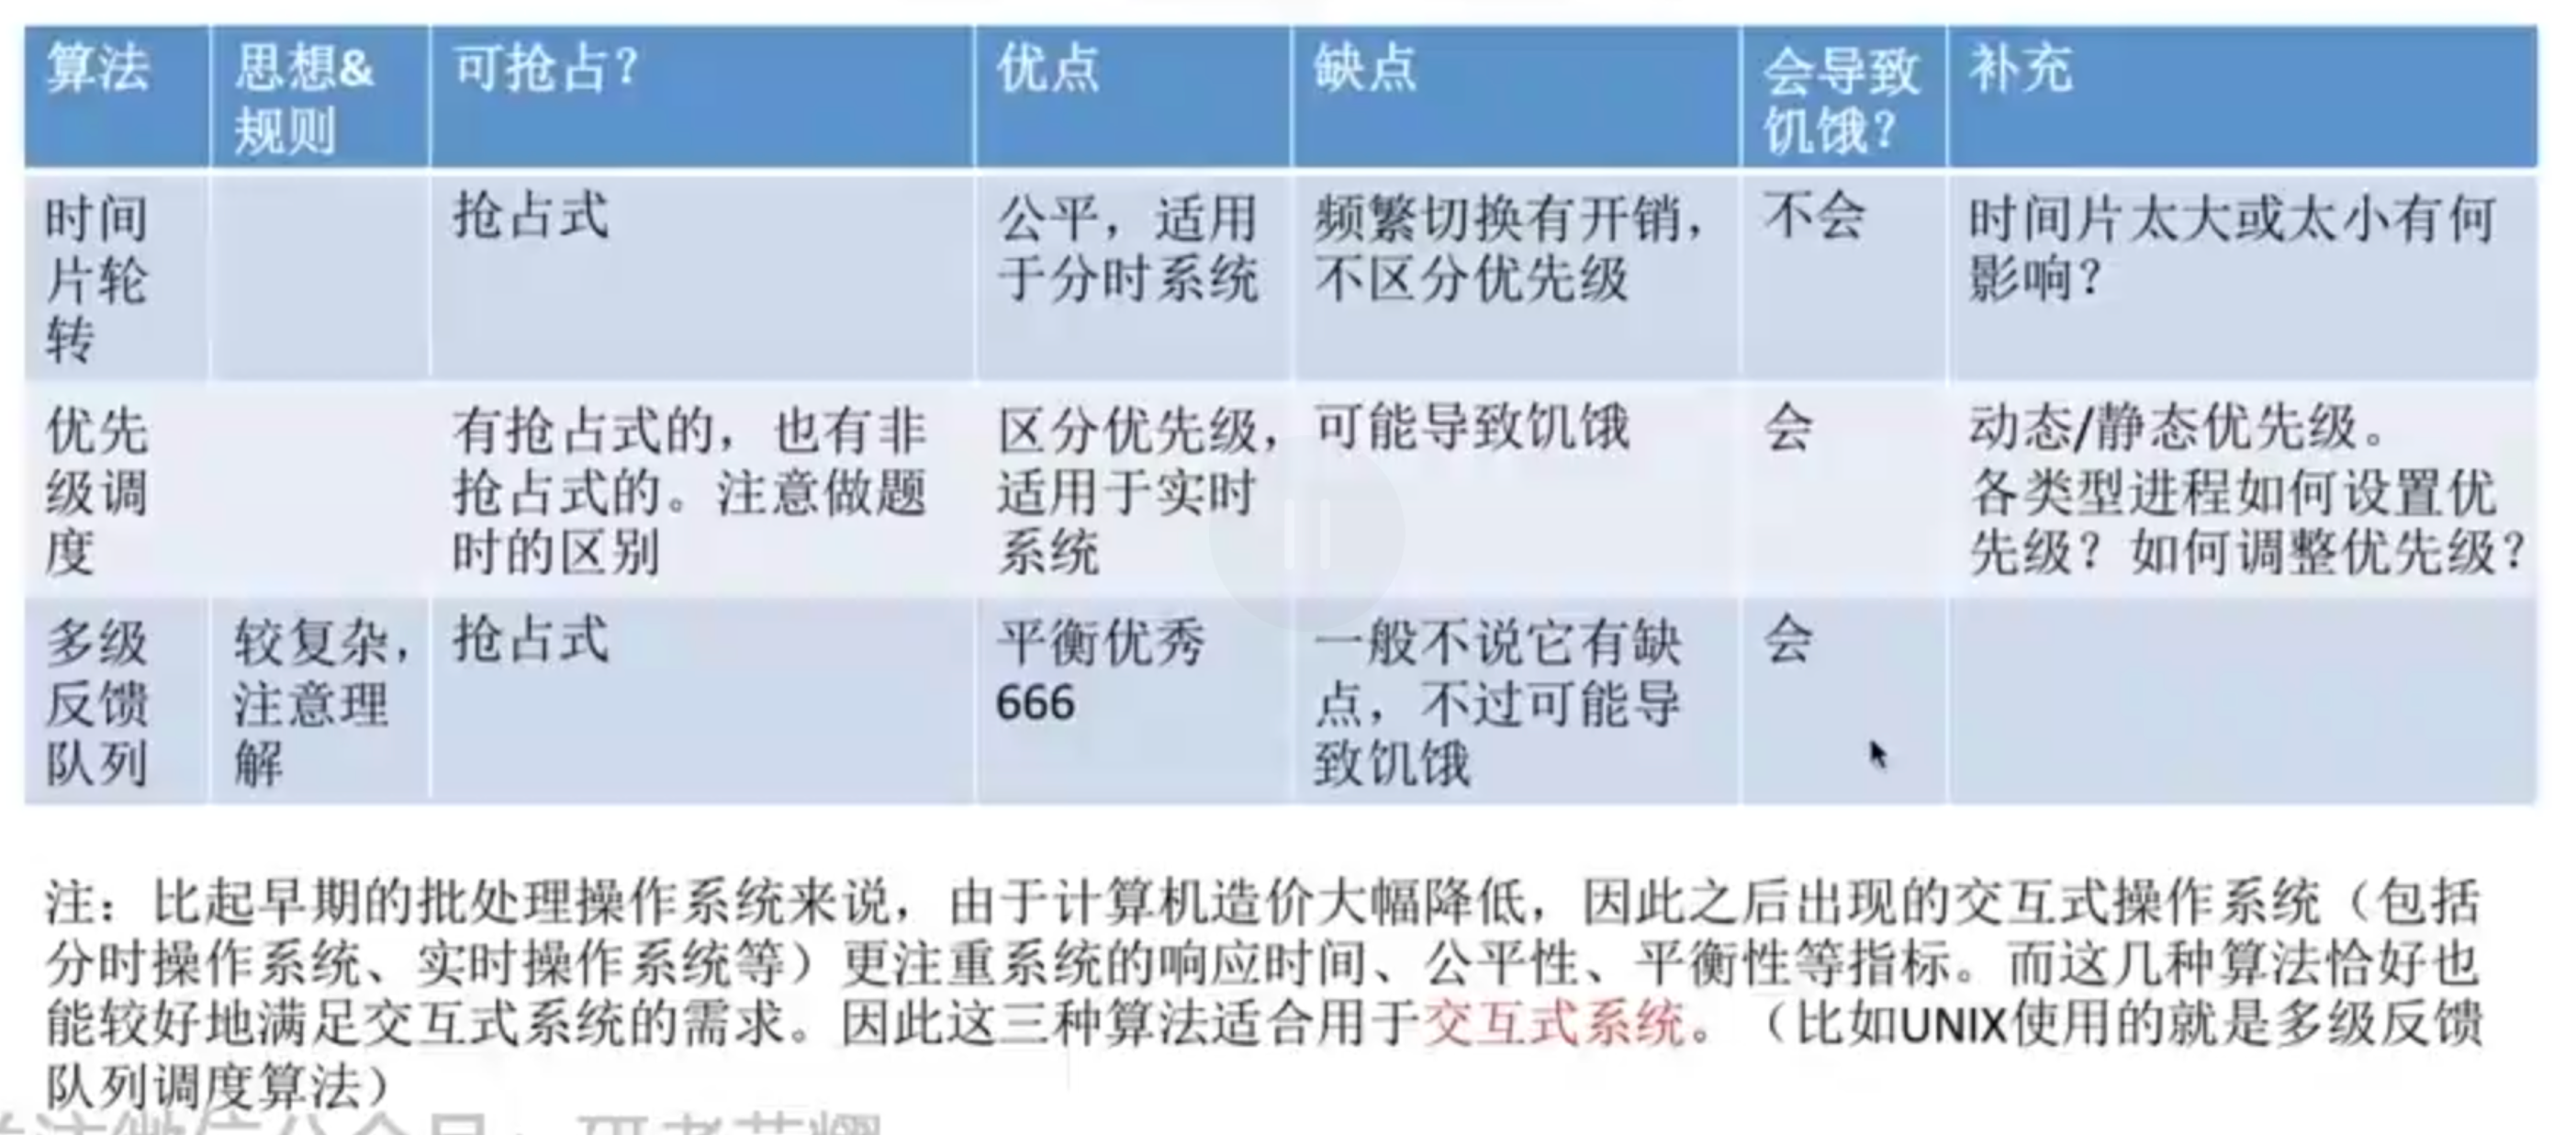 算法
思想&
规则
可抢占？
优点
缺点
会导致
饥饿？
补充
时间
片轮
转
抢占式
公平，适用
于分时系统
频繁切换有开销，
不区分优先级
不会
时间片太大或太小有何
影响？
优先
级调
度
有抢占式的，也有非
抢占式的。注意做题
时的区别
区分优先级，
适用于实时
系统
可能导致饥饿
会
动态/静态优先级。
各类型进程如何设置优
先级？如何调整优先级？
多级
反馈
队列
较复杂，
注意理
解
抢占式
平衡优秀
666
一般不说它有缺
点，不过可能导
致饥饿
会
注：比起早期的批处理操作系统来说，由于计算机造价大幅降低，因此之后出现的交互式操作系统（包括
分时操作系统、实时操作系统等）更注重系统的响应时间、公平性、平衡性等指标。而这几种算法恰好也
能较好地满足交互式系统的需求。因此这三种算法适合用于交互式系统。（比如UNIX使用的就是多级反馈
队列调度算法）